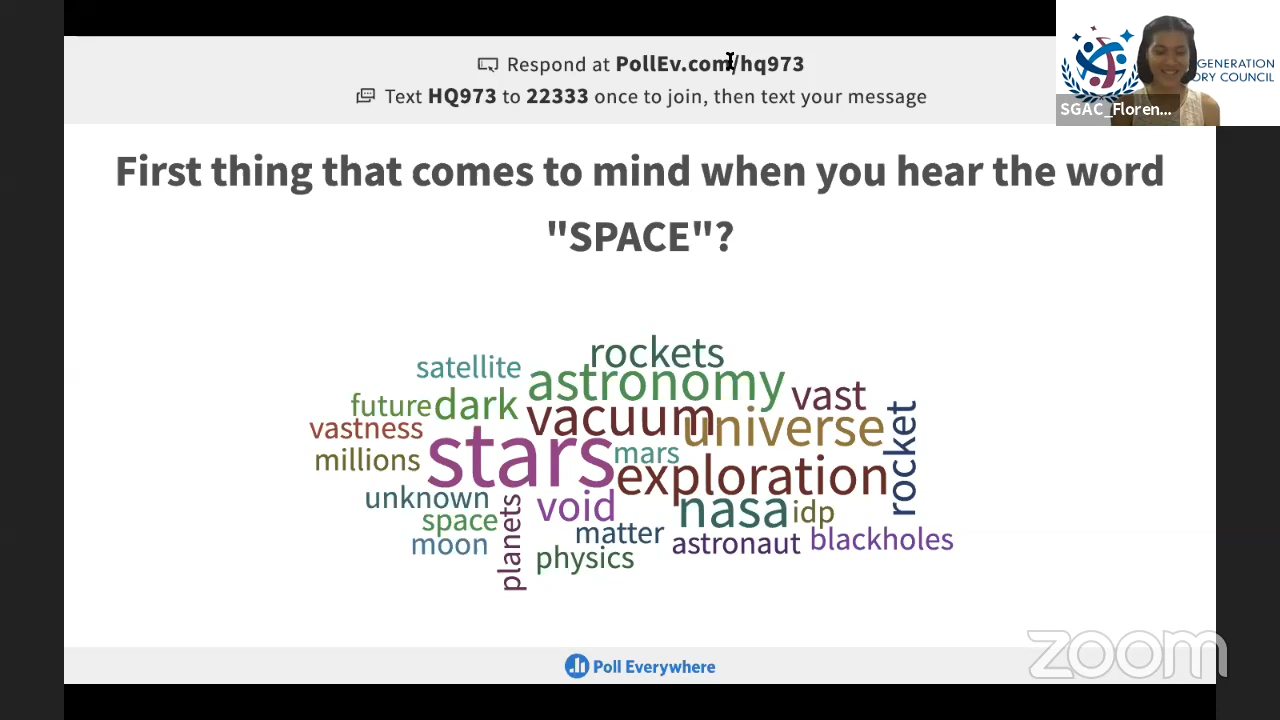 Respond at PollEv.com/hq973
Text HQ973 to 22333 once to join, then text your message
GENERATION
ORY COUNCIL
SGAC_Floren...
First thing that comes to mind when you hear the word
"SPACE"?
rockets
satellite
astronomy
vast
future
dark
vacuum
universe
rocket
vastness
stars
mars
millions
exploration
unknown
void
nasa
idp
space
planets
matter
moon
astronaut
blackholes
physics
Poll Everywhere
zoom